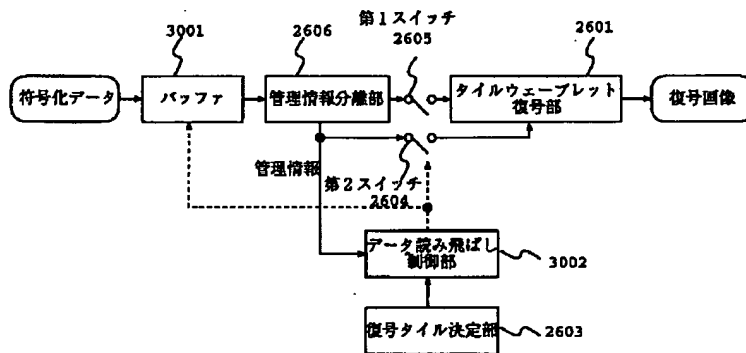 第1スイッチ
3001
2606
2605
2601
符号化データ
バッファ
管理情報分離部
タイルウェーブレット
復号部
復号画像
管理情報
第2スイッチ
2604
データ読み飛ばし
制御部
3002
復号タイル決定部
2603